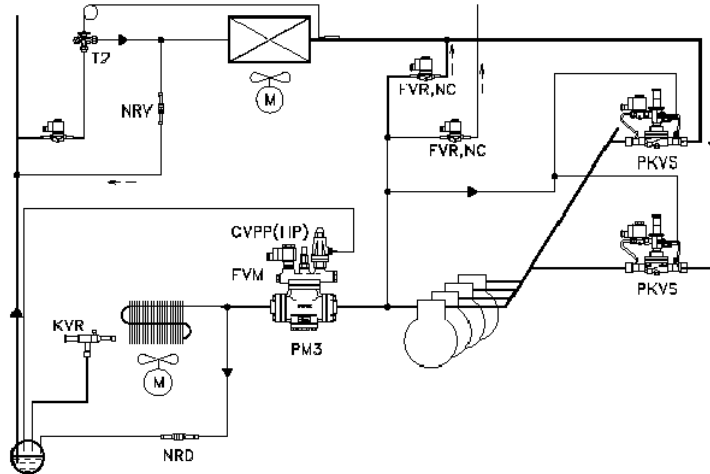 T2
M
NRV
FVR,NC
FVR,NC
PKVS
CVPP(HP)
FVM
PKVS
KVR
PM3
M
NRD